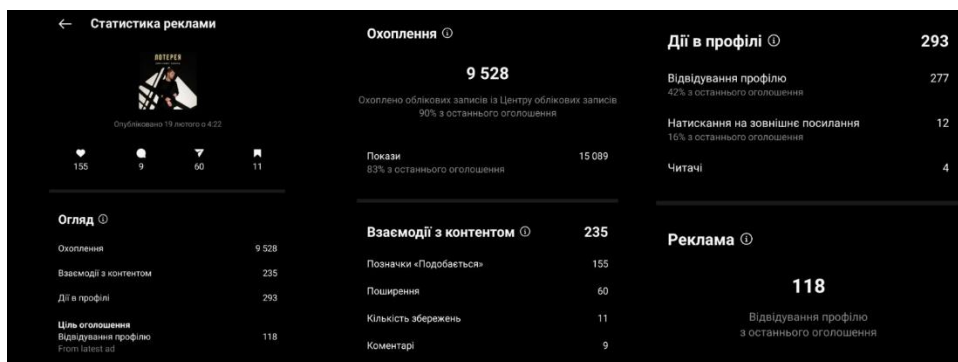 Статистика реклами
ПОТЕРЕЙ
Опубліковано 19 лютого о 4:22
155 9 60 11
Огляд
Охоплення 9 528
Взаємодії з контентом 235
Дії в профілі 293
Ціль оголошення
Відвідування профілю 118
From latest ad
Охоплення
9 528
Охоплено облікових записів із Центру облікових записів
90% з останнього оголошення
Покази 15 089
83% з останнього оголошення
Взаємодії з контентом 235
Позначки «Подобається» 155
Поширення 60
Кількість збережень 11
Коментарі 9
Дії в профілі 293
Відвідування профілю 277
42% з останнього оголошення
Натискання на зовнішнє посилання 12
16% з останнього оголошення
Читачі 4
Реклама
118
Відвідування профілю
з останнього оголошення